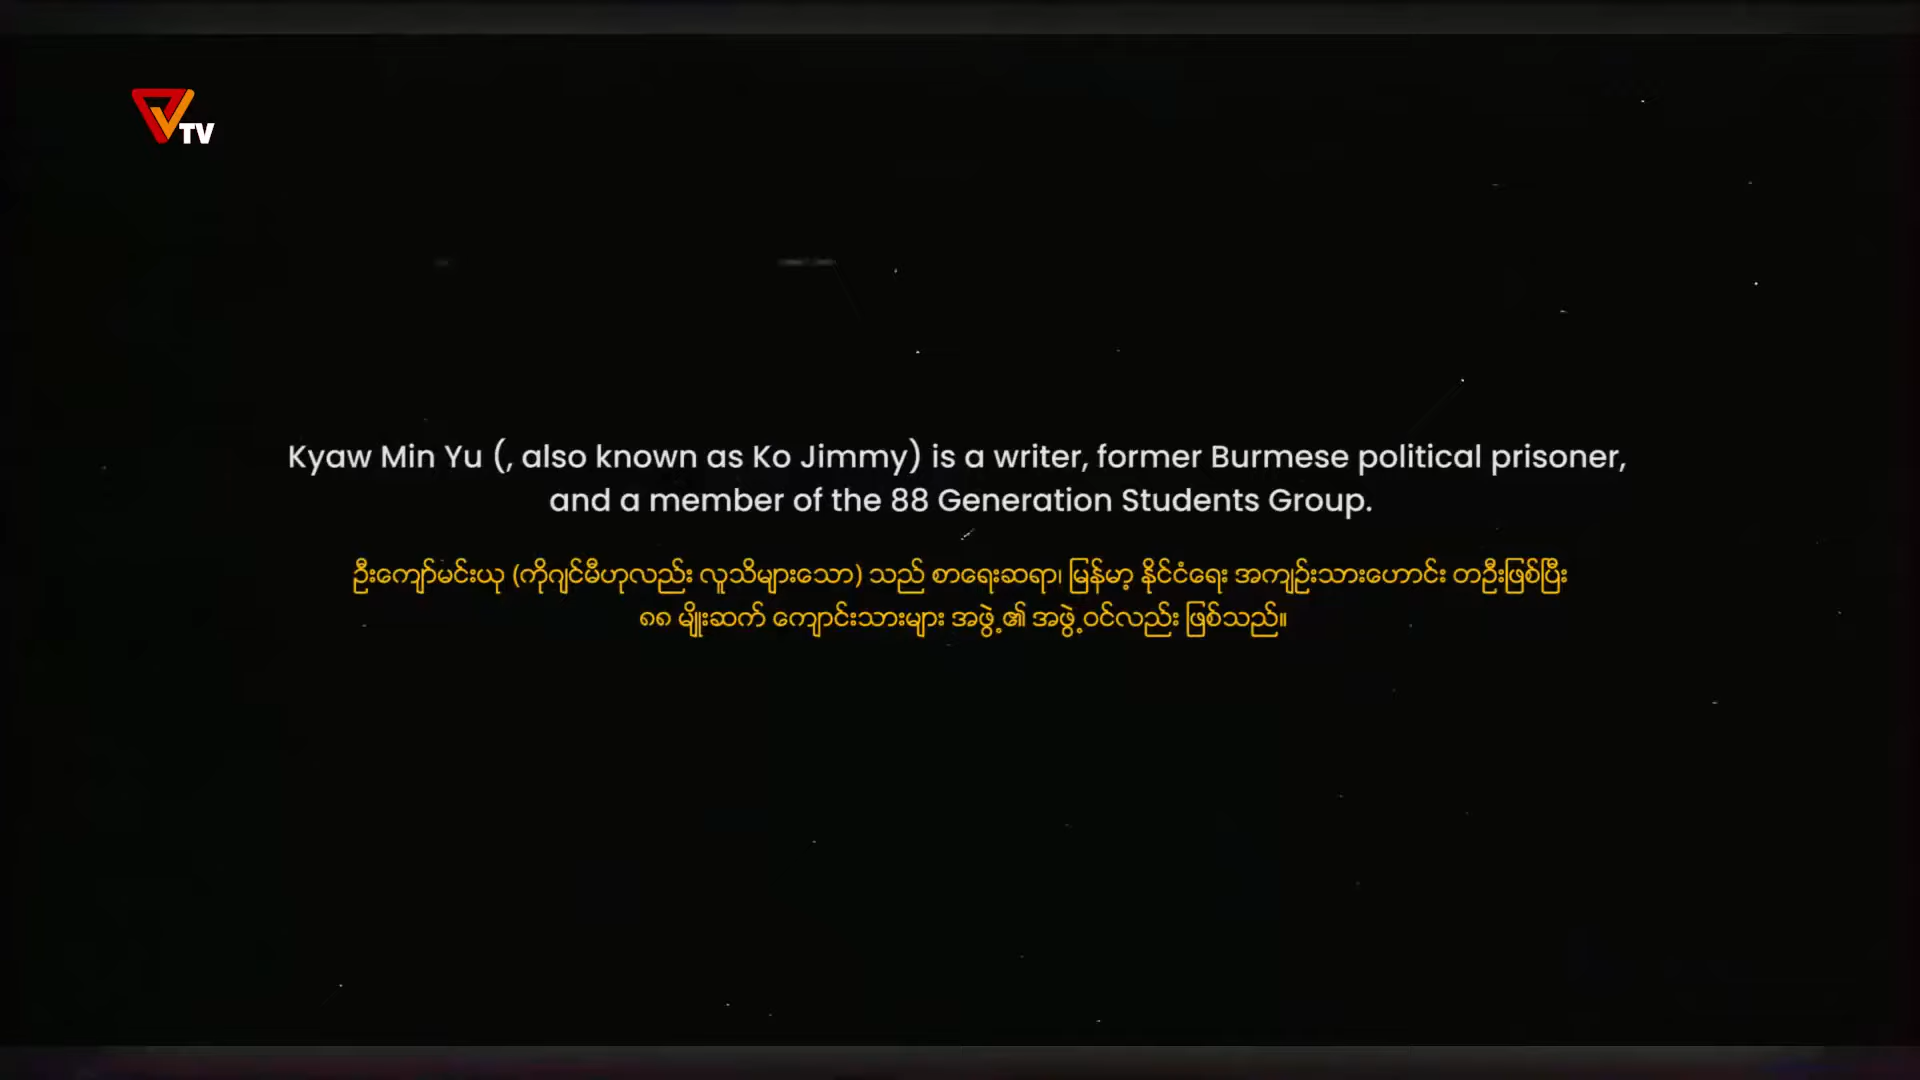 TV
Kyaw Min Yu (, also known as Ko Jimmy) is a writer, former Burmese political prisoner,
and a member of the 88 Generation Students Group.
ဦးကျော်မင်းယု (ကိုဂျင်မီဟုလည်း လူသိများသော) သည် စာရေးဆရာ၊ မြန်မာ့ နိုင်ငံရေး အကျဉ်းသားဟောင်း တဦးဖြစ်ပြီး
၈၈ မျိုးဆက် ကျောင်းသားများ အဖွဲ့၏ အဖွဲ့ဝင်လည်း ဖြစ်သည်။